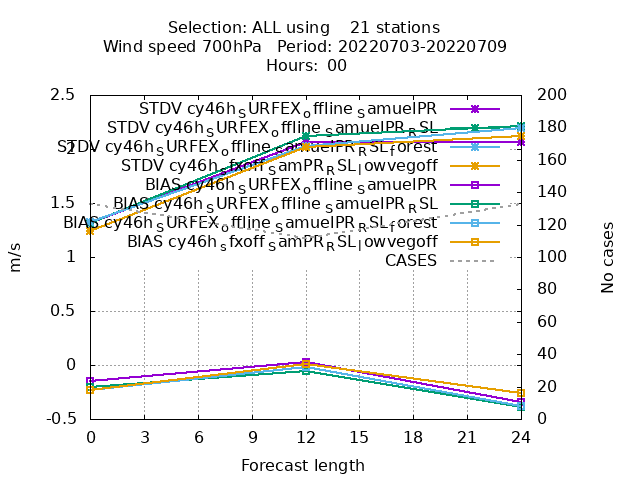 Selection: ALL using    21 stations
Wind speed 700hPa   Period: 20220703-20220709
Hours:  00
2.5
2
1.5
1
0.5
0
-0.5
m/s
STDV cy46h_SURFEX_offline_SamuelPR
STDV cy46h_SURFEX_offline_SamuelPR_RSL
STDV cy46h_SURFEX_offline_SamuelPR_RSL_forest
STDV cy46h_sfxoff_SamPR_RSL_lowvegoff
BIAS cy46h_SURFEX_offline_SamuelPR
BIAS cy46h_SURFEX_offline_SamuelPR_RSL
BIAS cy46h_SURFEX_offline_SamuelPR_RSL_forest
BIAS cy46h_sfxoff_SamPR_RSL_lowvegoff
CASES
200
180
160
140
120
100
80
60
40
20
0
No cases
0 3 6 9 12 15 18 21 24
Forecast length